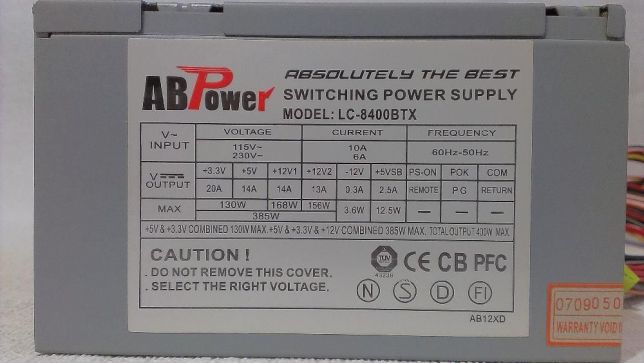 ABPower
ABSOLUTELY THE BEST
SWITCHING POWER SUPPLY
MODEL: LC-8400BTX
V~ INPUT VOLTAGE CURRENT FREQUENCY
115V~ 10A 60Hz-50Hz
230V~ 6A
V OUTPUT +3.3V +5V +12V1 +12V2 -12V +5VSB PS-ON POK COM
20A 14A 14A 13A 0.3A 2.5A REMOTE PG RETURN
MAX 130W 168W 156W 3.6W 12.5W — — —
385W
+5V & +3.3V COMBINED 130W MAX. +5V & +3.3V & +12V COMBINED 385W MAX. TOTAL OUTPUT 400W MAX.
CAUTION !
. DO NOT REMOVE THIS COVER.
. SELECT THE RIGHT VOLTAGE.
TUV CE CB PFC
N S D FI
AB12XD
0709050
WARRANTY VOID